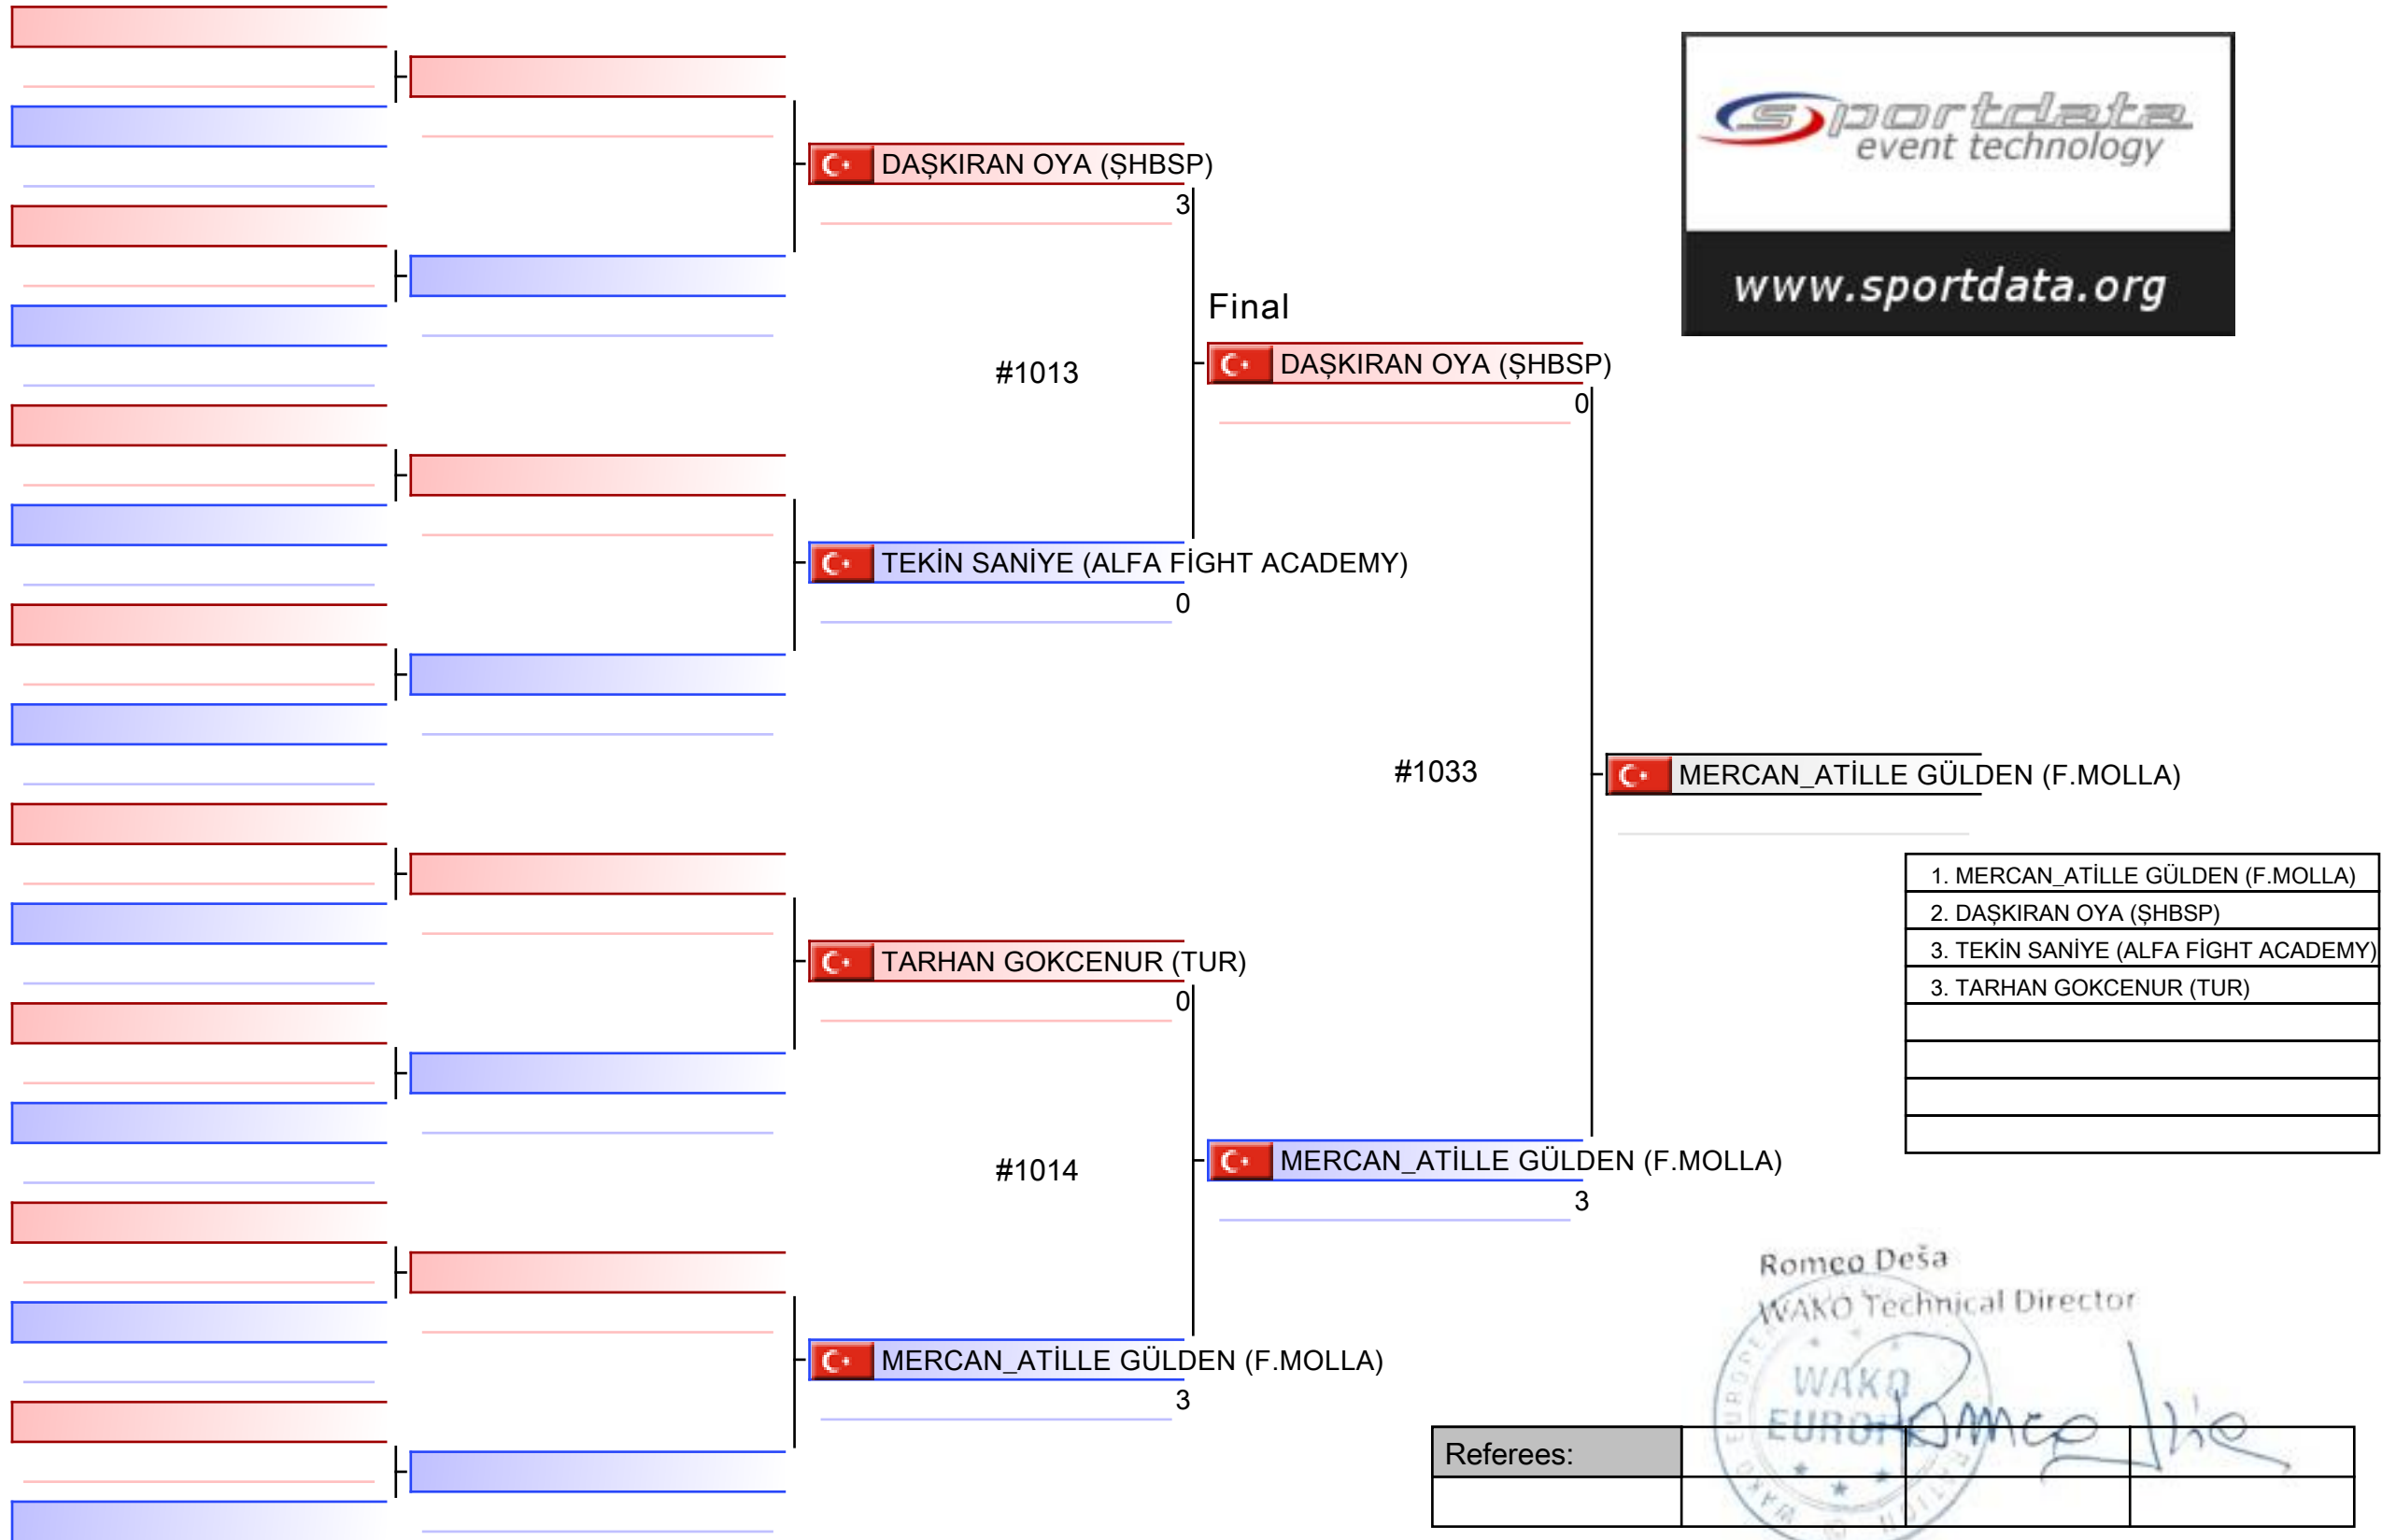 sportdata
event technology
www.sportdata.org
DAŞKIRAN OYA (ŞHBSP)
3
Final
#1013
DAŞKIRAN OYA (ŞHBSP)
0
TEKİN SANİYE (ALFA FİGHT ACADEMY)
0
#1033
MERCAN_ATİLLE GÜLDEN (F.MOLLA)
1. MERCAN_ATİLLE GÜLDEN (F.MOLLA)
2. DAŞKIRAN OYA (ŞHBSP)
3. TEKİN SANİYE (ALFA FİGHT ACADEMY)
3. TARHAN GOKCENUR (TUR)
TARHAN GOKCENUR (TUR)
0
#1014
MERCAN_ATİLLE GÜLDEN (F.MOLLA)
3
MERCAN_ATİLLE GÜLDEN (F.MOLLA)
3
Romeo Deša
WAKO Technical Director
WAKO
EUROPE
Referees: